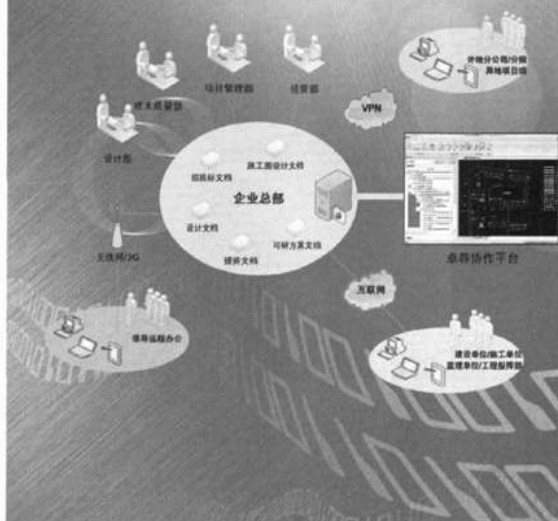 外地分公司/分院
异地项目组
项目管理部
经营部
技术质量部
VPN
设计部
施工图设计文档
招投标文档
企业总部
设计文档
可研方案文档
提资文档
无线网/3G
卓尊协作平台
互联网
领导远程办公
建设单位/施工单位
监理单位/工程指挥部